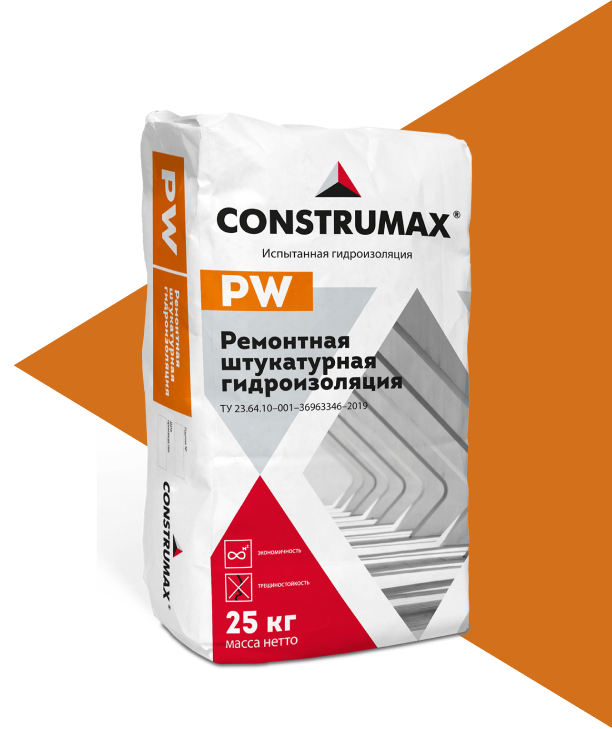 CONSTRUMAX®
Испытанная гидроизоляция
PW
Ремонтная
штукатурная
гидроизоляция
ТУ 23.64.10–001–36963346–2019
ЭКОНОМИЧНОСТЬ
ТРЕЩИНОСТОЙКОСТЬ
25 кг
масса нетто
PW
Ремонтная
штукатурная
гидроизоляция
CONSTRUMAX®